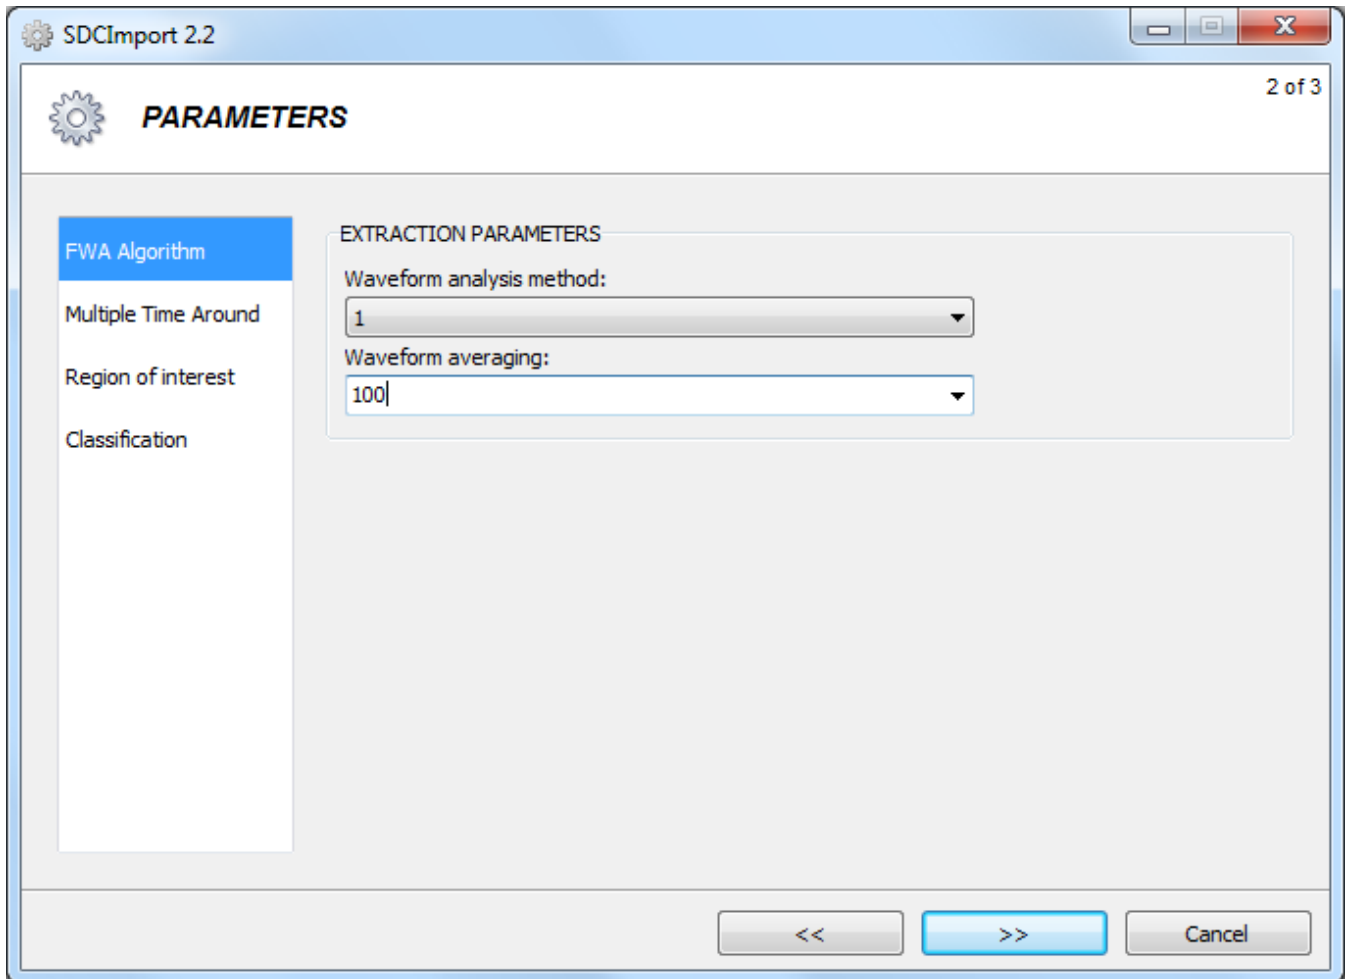 SDCImport 2.2
2 of 3
PARAMETERS
FWA Algorithm
Multiple Time Around
Region of interest
Classification
EXTRACTION PARAMETERS
Waveform analysis method:
1
Waveform averaging:
100
<<
>>
Cancel